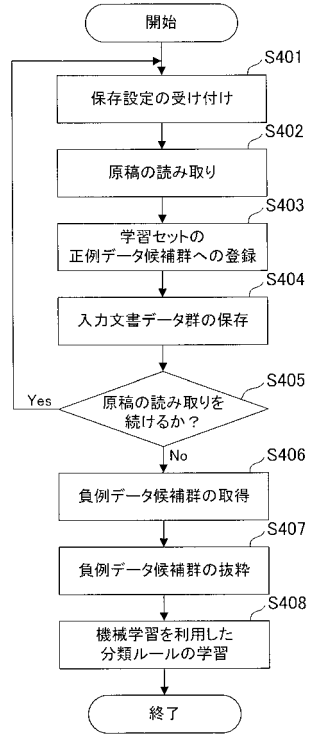 開始
S401
保存設定の受け付け
S402
原稿の読み取り
S403
学習セットの
正例データ候補群への登録
S404
入力文書データ群の保存
S405
原稿の読み取りを
続けるか？
Yes
No
S406
負例データ候補群の取得
S407
負例データ候補群の抜粋
S408
機械学習を利用した
分類ルールの学習
終了